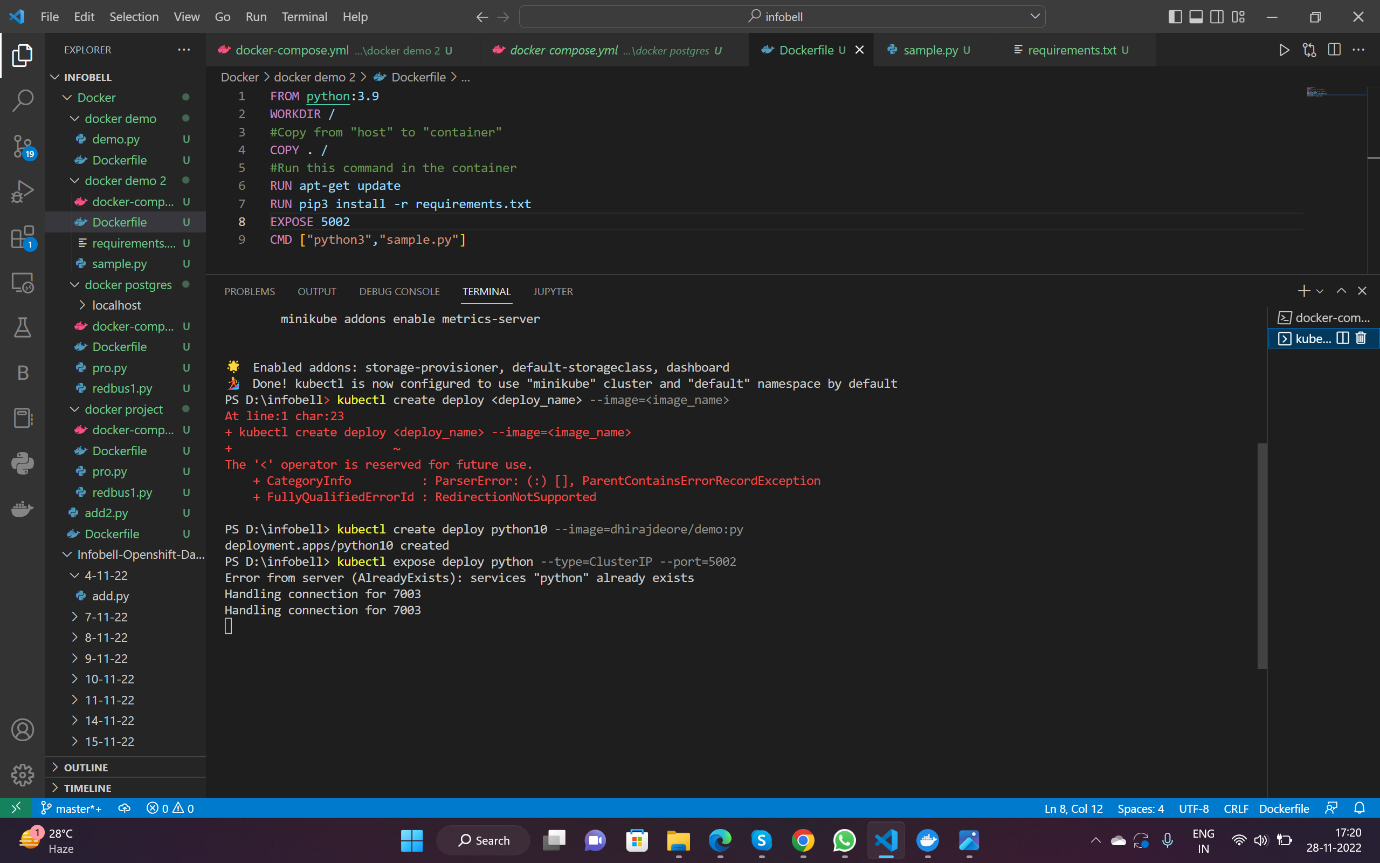 File Edit Selection View Go Run Terminal Help
infobell
EXPLORER
INFOBELL
Docker
docker demo
demo.py U
Dockerfile U
docker demo 2
docker-comp... U
Dockerfile U
requirements.... U
sample.py U
docker postgres
localhost
docker-comp... U
Dockerfile U
pro.py U
redbus1.py U
docker project
docker-comp... U
Dockerfile U
pro.py U
redbus1.py U
add2.py U
Dockerfile U
Infobell-Openshift-Da...
4-11-22
add.py
7-11-22
8-11-22
9-11-22
10-11-22
11-11-22
14-11-22
15-11-22
OUTLINE
TIMELINE
19
1
B
docker-compose.yml ...\docker demo 2 U
docker compose.yml ...\docker postgres U
Dockerfile U
sample.py U
requirements.txt U
Docker > docker demo 2 > Dockerfile > ...
1 FROM python:3.9
2 WORKDIR /
3 #Copy from "host" to "container"
4 COPY . /
5 #Run this command in the container
6 RUN apt-get update
7 RUN pip3 install -r requirements.txt
8 EXPOSE 5002
9 CMD ["python3","sample.py"]
PROBLEMS OUTPUT DEBUG CONSOLE TERMINAL JUPYTER
docker-com...
kube...
minikube addons enable metrics-server
Enabled addons: storage-provisioner, default-storageclass, dashboard
Done! kubectl is now configured to use "minikube" cluster and "default" namespace by default
PS D:\infobell> kubectl create deploy <deploy_name> --image=<image_name>
At line:1 char:23
+ kubectl create deploy <deploy_name> --image=<image_name>
+ ~
The '<' operator is reserved for future use.
+ CategoryInfo : ParserError: (:) [], ParentContainsErrorRecordException
+ FullyQualifiedErrorId : RedirectionNotSupported
PS D:\infobell> kubectl create deploy python10 --image=dhirajdeore/demo:py
deployment.apps/python10 created
PS D:\infobell> kubectl expose deploy python --type=ClusterIP --port=5002
Error from server (AlreadyExists): services "python" already exists
Handling connection for 7003
Handling connection for 7003
master*+ 0 0
Ln 8, Col 12 Spaces: 4 UTF-8 CRLF Dockerfile
1
28°C
Haze
Search
ENG
IN
17:20
28-11-2022